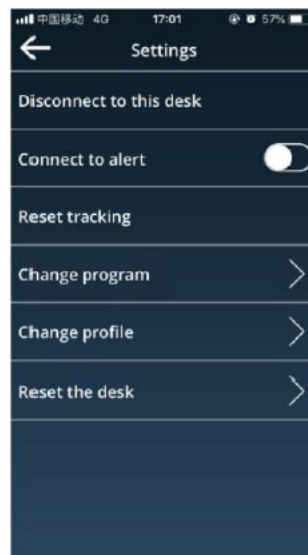 中国移动 4G 17:01 57%
Settings
Disconnect to this desk
Connect to alert
Reset tracking
Change program
Change profile
Reset the desk